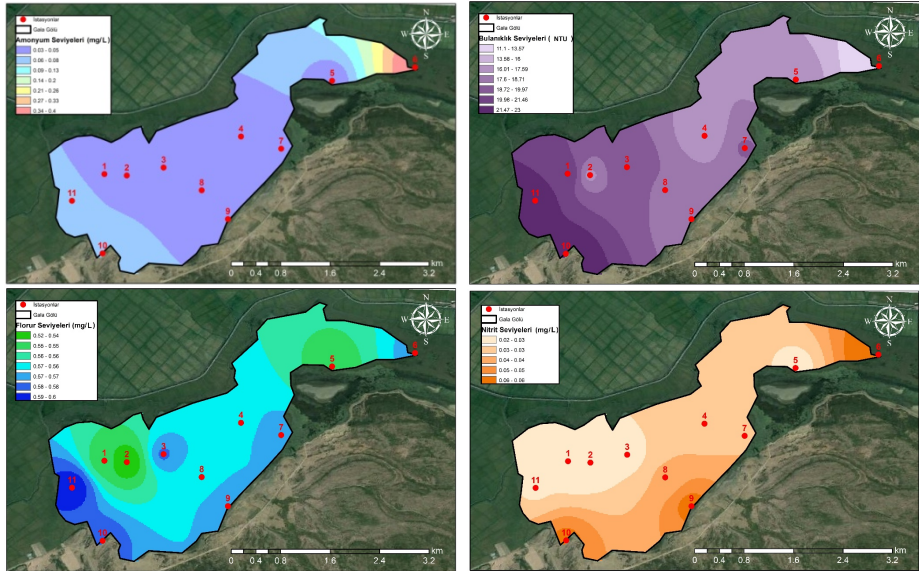 İstasyonlar
Gala Gölü
Amonyum Seviyeleri (mg/L)
0.03 - 0.05
0.06 - 0.08
0.09 - 0.13
0.14 - 0.2
0.21 - 0.26
0.27 - 0.33
0.34 - 0.4
N
W E
S
1
2
3
4
5
6
7
8
9
10
11
km
0 0.4 0.8 1.6 2.4 3.2
İstasyonlar
Gala Gölü
Bulanıklık Seviyeleri ( NTU )
11.1 - 13.57
13.58 - 16
16.01 - 17.59
17.6 - 18.71
18.72 - 19.97
19.98 - 21.46
21.47 - 23
N
W E
S
1
2
3
4
5
6
7
8
9
10
11
km
0 0.4 0.8 1.6 2.4 3.2
İstasyonlar
Gala Gölü
Florur Seviyeleri (mg/L)
0.52 - 0.54
0.55 - 0.55
0.56 - 0.56
0.57 - 0.56
0.57 - 0.57
0.58 - 0.58
0.59 - 0.6
N
W E
S
1
2
3
4
5
6
7
8
9
10
11
km
0 0.4 0.8 1.6 2.4 3.2
İstasyonlar
Gala Gölü
Nitrit Seviyeleri (mg/L)
0.02 - 0.03
0.03 - 0.03
0.04 - 0.04
0.05 - 0.05
0.06 - 0.06
N
W E
S
1
2
3
4
5
6
7
8
9
10
11
km
0 0.4 0.8 1.6 2.4 3.2